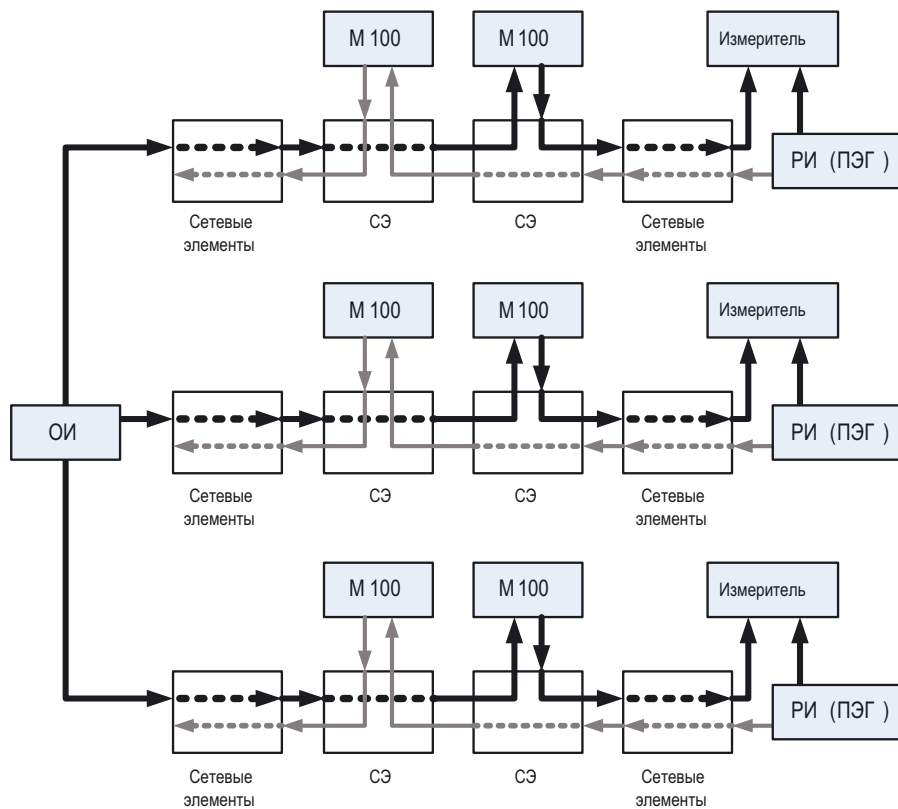 М 100
М 100
Измеритель
РИ (ПЭГ )
Сетевые
элементы
СЭ
СЭ
Сетевые
элементы
М 100
М 100
Измеритель
ОИ
РИ (ПЭГ )
Сетевые
элементы
СЭ
СЭ
Сетевые
элементы
М 100
М 100
Измеритель
РИ (ПЭГ )
Сетевые
элементы
СЭ
СЭ
Сетевые
элементы